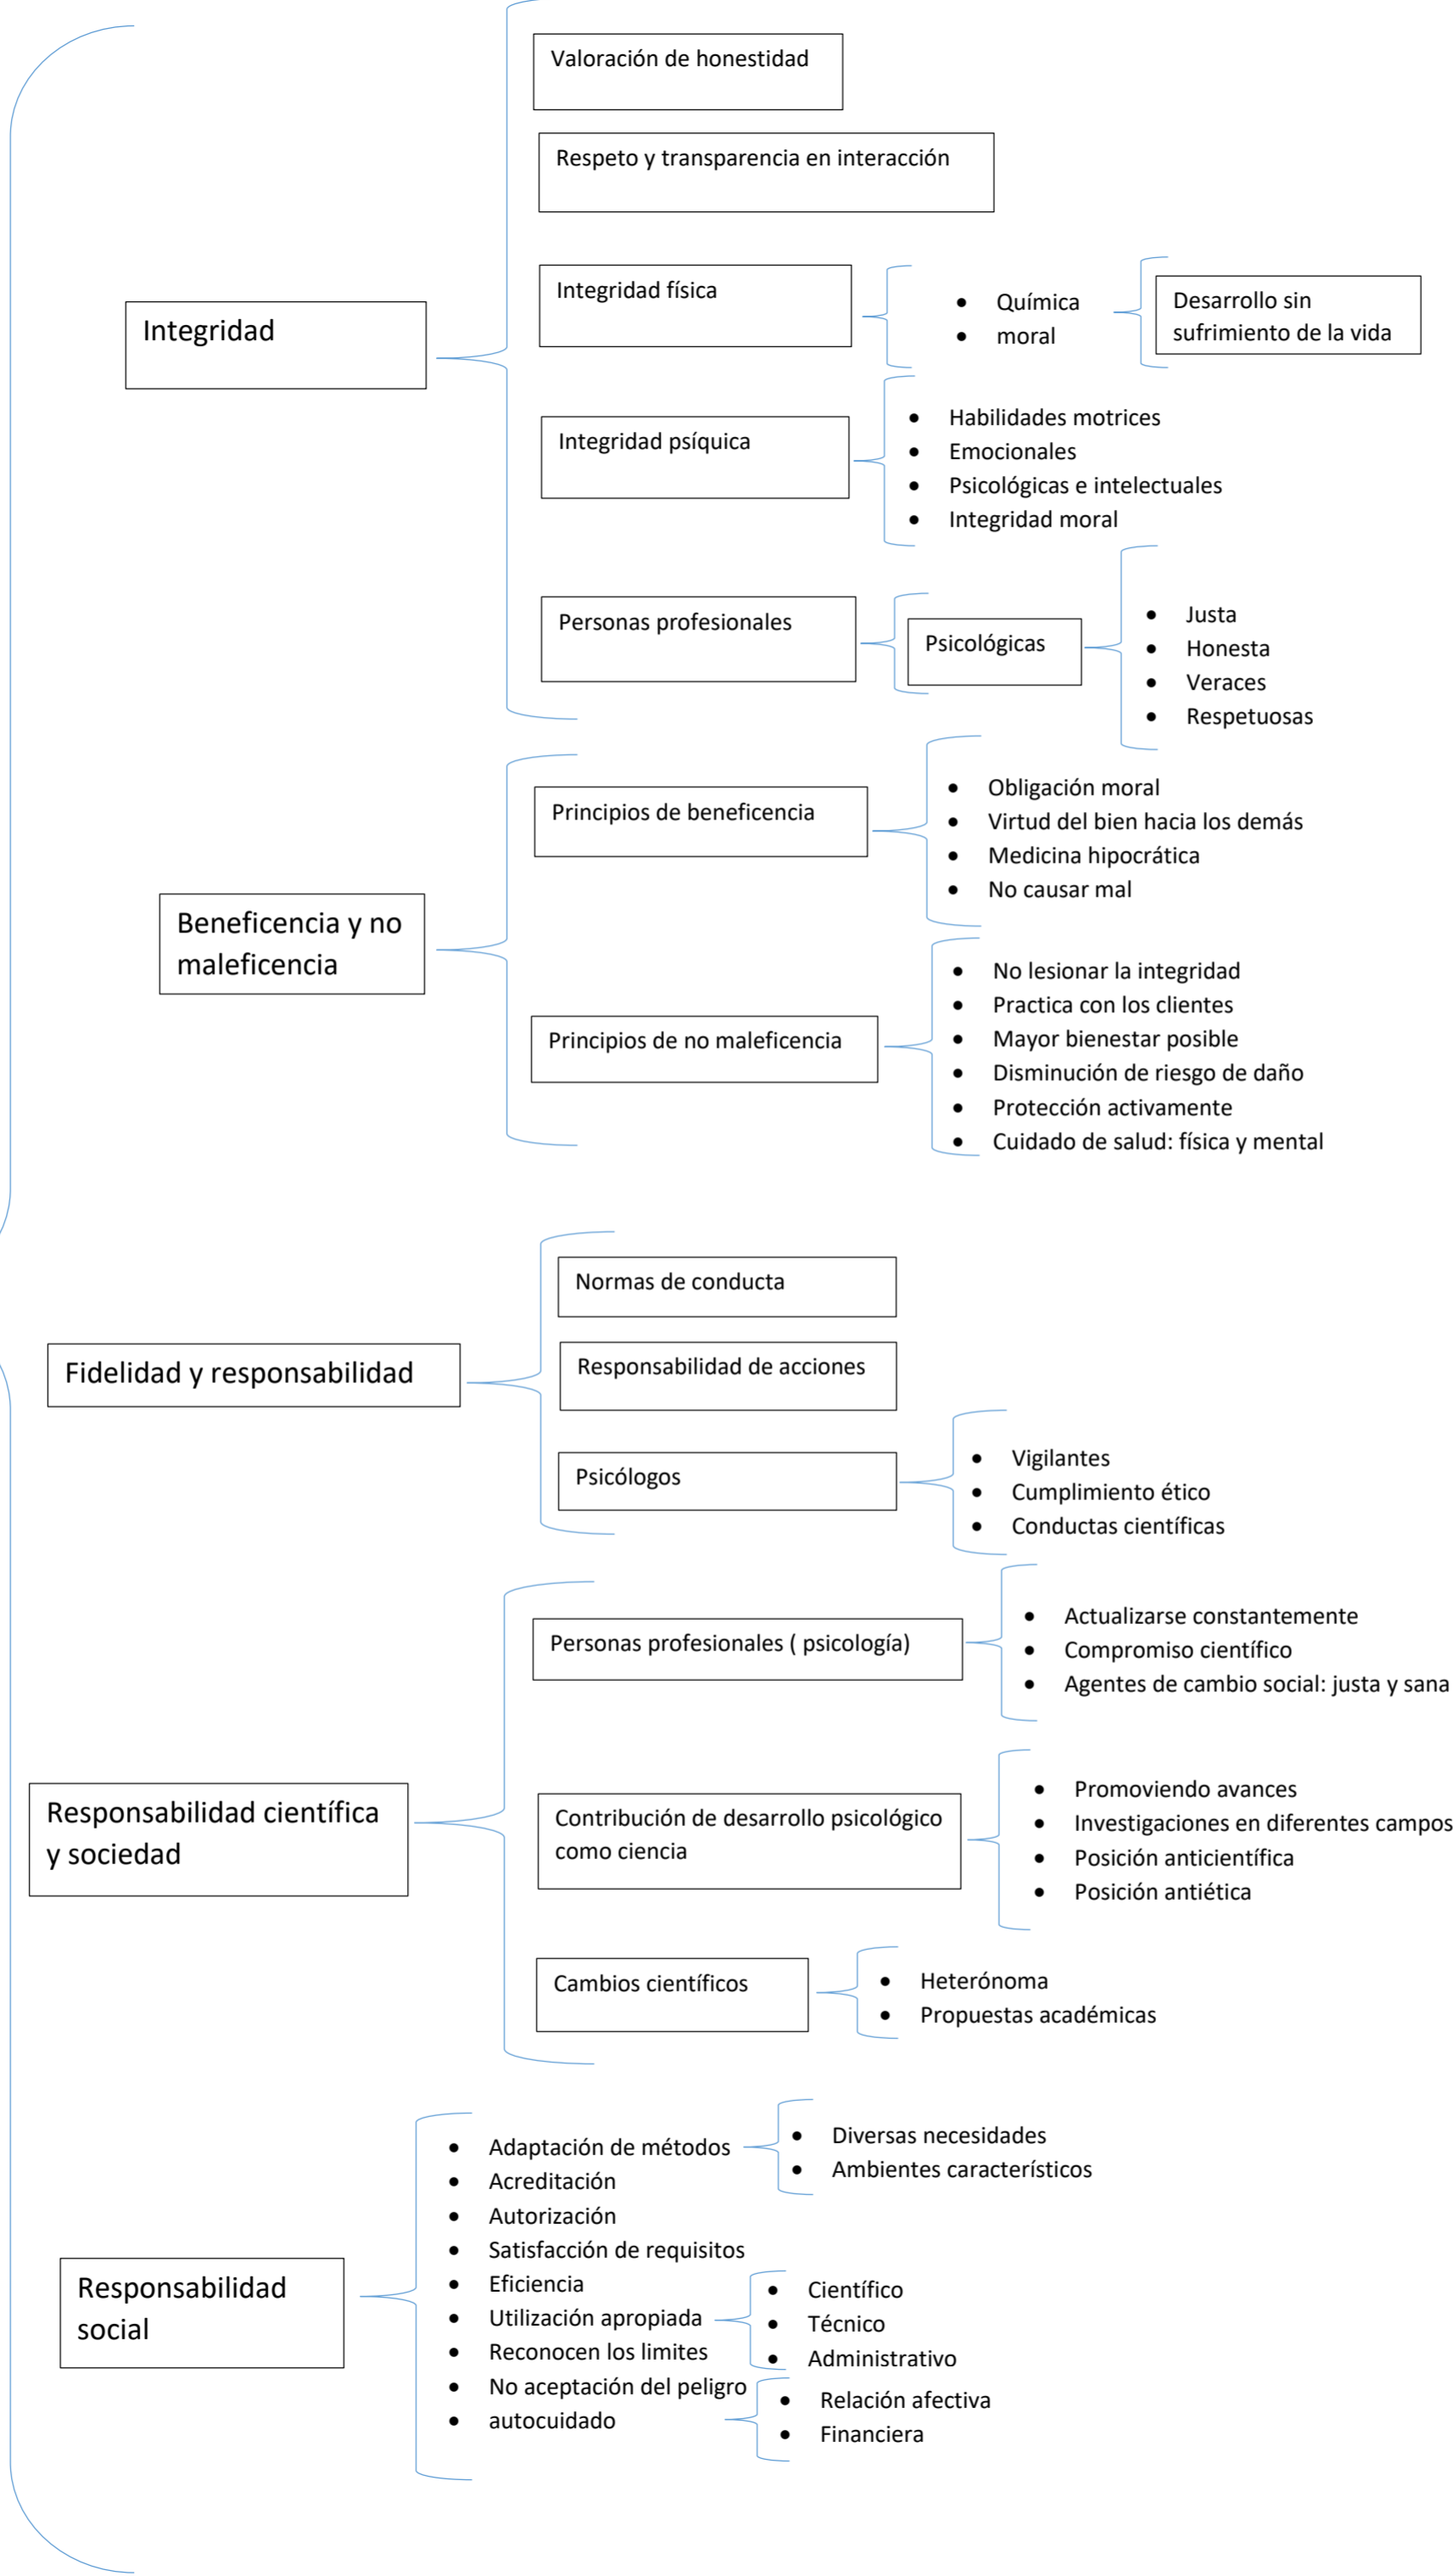 Integridad
Valoración de honestidad
Respeto y transparencia en interacción
Integridad física
• Química
• moral
Desarrollo sin
sufrimiento de la vida
Integridad psíquica
• Habilidades motrices
• Emocionales
• Psicológicas e intelectuales
• Integridad moral
Personas profesionales
Psicológicas
• Justa
• Honesta
• Veraces
• Respetuosas
Beneficencia y no
maleficencia
Principios de beneficencia
• Obligación moral
• Virtud del bien hacia los demás
• Medicina hipocrática
• No causar mal
Principios de no maleficencia
• No lesionar la integridad
• Practica con los clientes
• Mayor bienestar posible
• Disminución de riesgo de daño
• Protección activamente
• Cuidado de salud: física y mental
Fidelidad y responsabilidad
Normas de conducta
Responsabilidad de acciones
Psicólogos
• Vigilantes
• Cumplimiento ético
• Conductas científicas
Responsabilidad científica
y sociedad
Personas profesionales ( psicología)
• Actualizarse constantemente
• Compromiso científico
• Agentes de cambio social: justa y sana
Contribución de desarrollo psicológico
como ciencia
• Promoviendo avances
• Investigaciones en diferentes campos
• Posición anticientífica
• Posición antiética
Cambios científicos
• Heterónoma
• Propuestas académicas
Responsabilidad
social
• Adaptación de métodos
• Diversas necesidades
• Ambientes característicos
• Acreditación
• Autorización
• Satisfacción de requisitos
• Eficiencia
• Utilización apropiada
• Científico
• Técnico
• Administrativo
• Reconocen los limites
• No aceptación del peligro
• autocuidado
• Relación afectiva
• Financiera